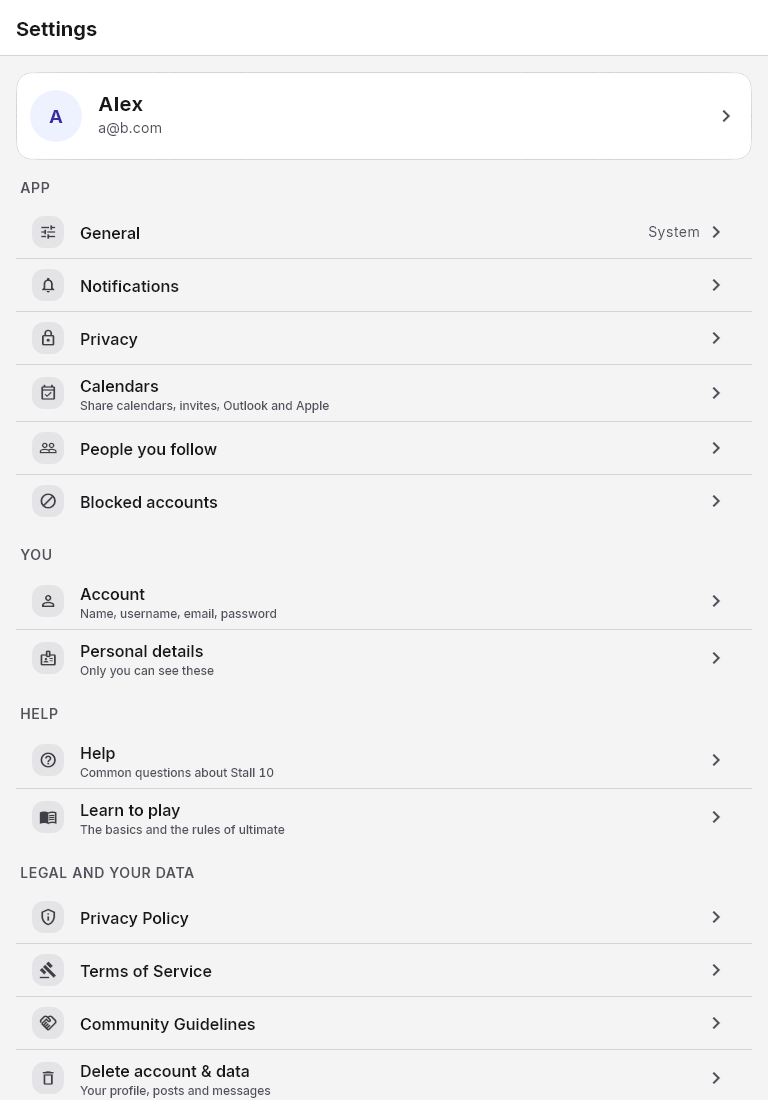 Settings
A
Alex
a@b.com
APP
General
System
Notifications
Privacy
Calendars
Share calendars, invites, Outlook and Apple
People you follow
Blocked accounts
YOU
Account
Name, username, email, password
Personal details
Only you can see these
HELP
Help
Common questions about Stall 10
Learn to play
The basics and the rules of ultimate
LEGAL AND YOUR DATA
Privacy Policy
Terms of Service
Community Guidelines
Delete account & data
Your profile, posts and messages